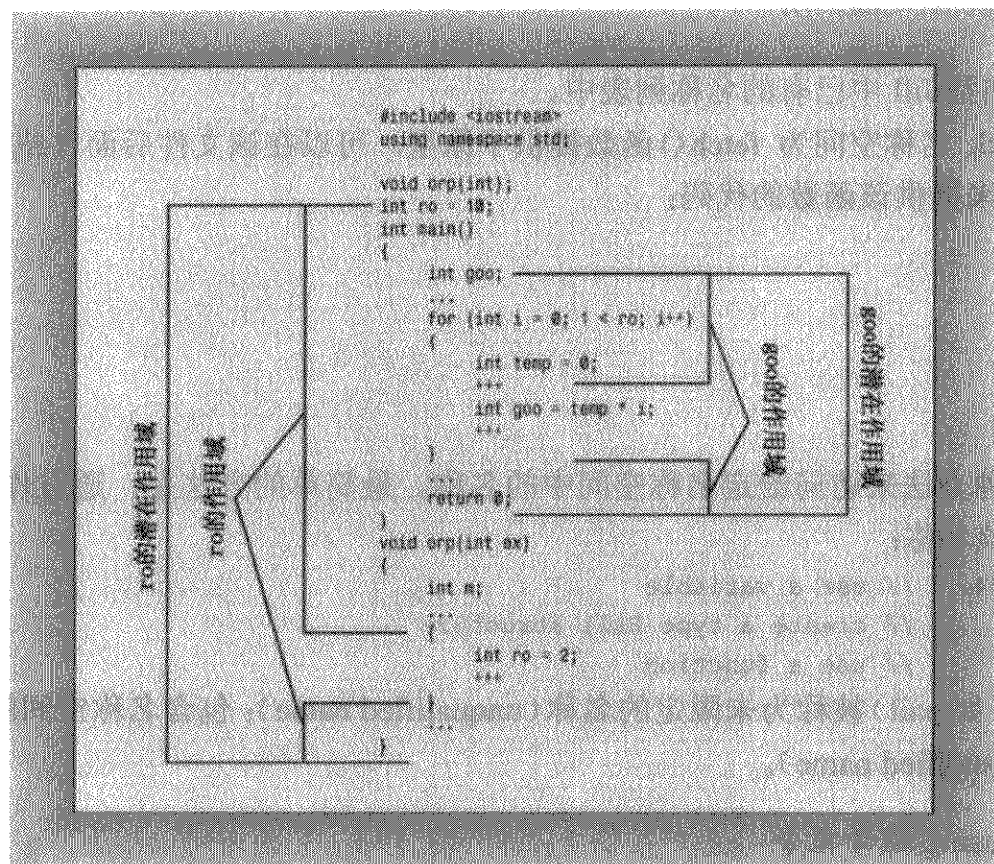 #include <iostream>
using namespace std;
void orp(int);
int ro = 10;
int main()
{
int goo;
...
for (int i = 0; i < ro; i++)
{
int temp = 0;
...
int goo = temp * i;
...
}
...
return 0;
}
void orp(int ax)
{
int m;
...
{
int ro = 2;
...
}
...
}
ro的潜在作用域
ro的作用域
goo的作用域
goo的潜在作用域